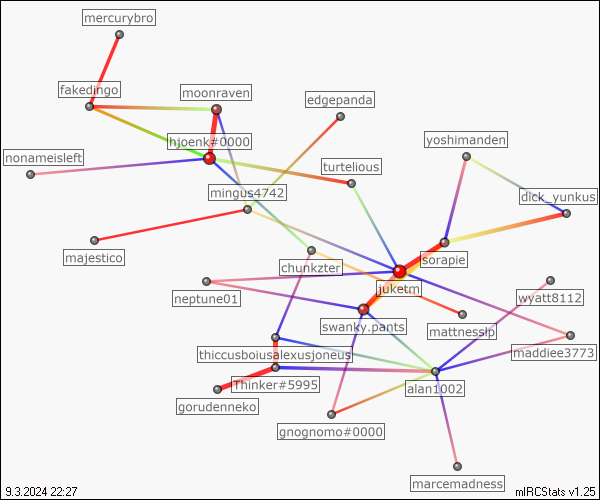 mercurybro
fakedingo
moonraven
edgepanda
hjoenk#0000
yoshimanden
nonameisleft
turtelious
mingus4742
dick_yunkus
majestico
sorapie
chunkzter
juketm
neptune01
wyatt8112
swanky.pants
mattnesslp
thiccusboiusalexusjoneus
maddiee3773
Thinker#5995
alan1002
gorudenneko
gnognomo#0000
marcemadness
9.3.2024 22:27
mIRCStats v1.25